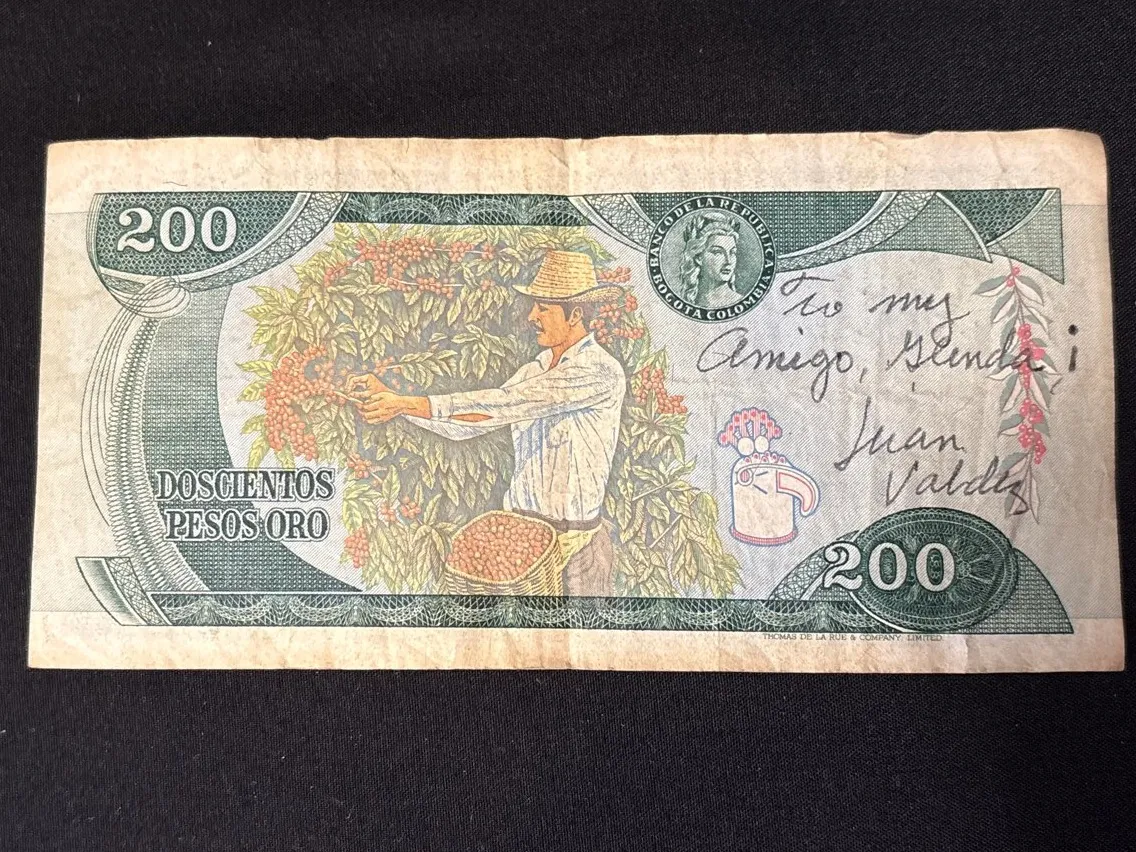 200
BANCO DE LA REPUBLICA
BOGOTA COLOMBIA
To my
Amigo, Glenda
Juan
Valdez
DOSCIENTOS
PESOS ORO
200
THOMAS DE LA RUE & COMPANY, LIMITED.